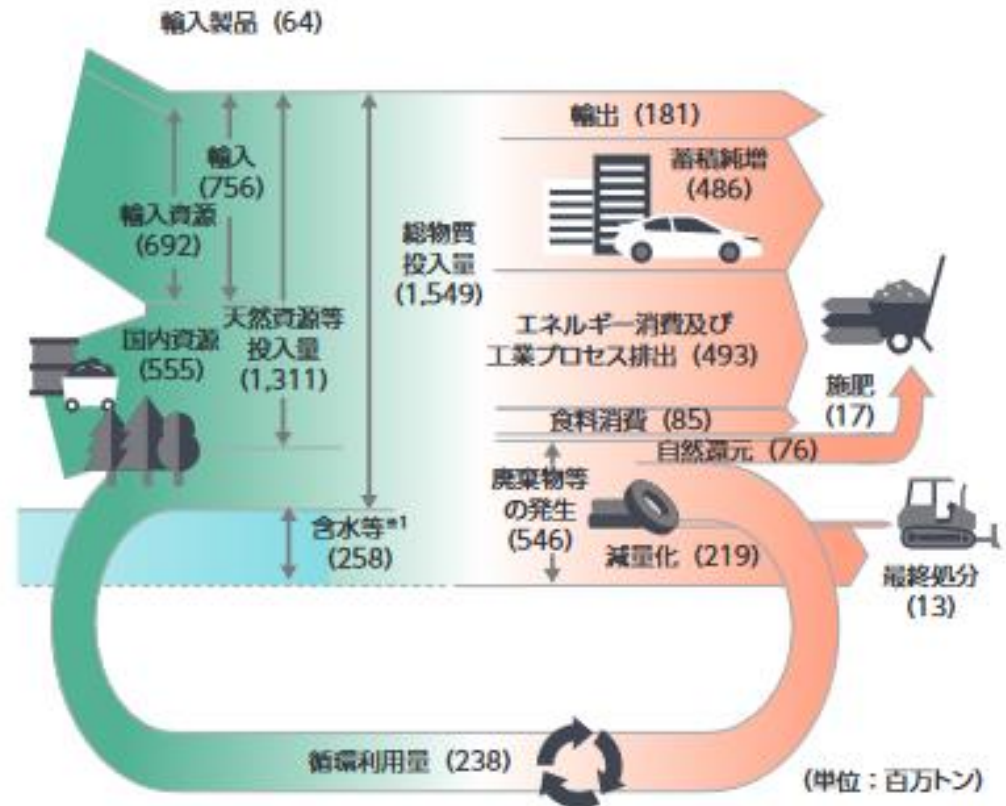 輸入製品 (64)
輸入
(756)
輸入資源
(692)
国内資源
(555)
天然資源等
投入量
(1,311)
総物質
投入量
(1,549)
含水等※1
(258)
輸出 (181)
蓄積純増
(486)
エネルギー消費及び
工業プロセス排出 (493)
食料消費 (85)
施肥
(17)
自然還元 (76)
廃棄物等
の発生
(546)
減量化 (219)
最終処分
(13)
循環利用量 (238)
(単位：百万トン)